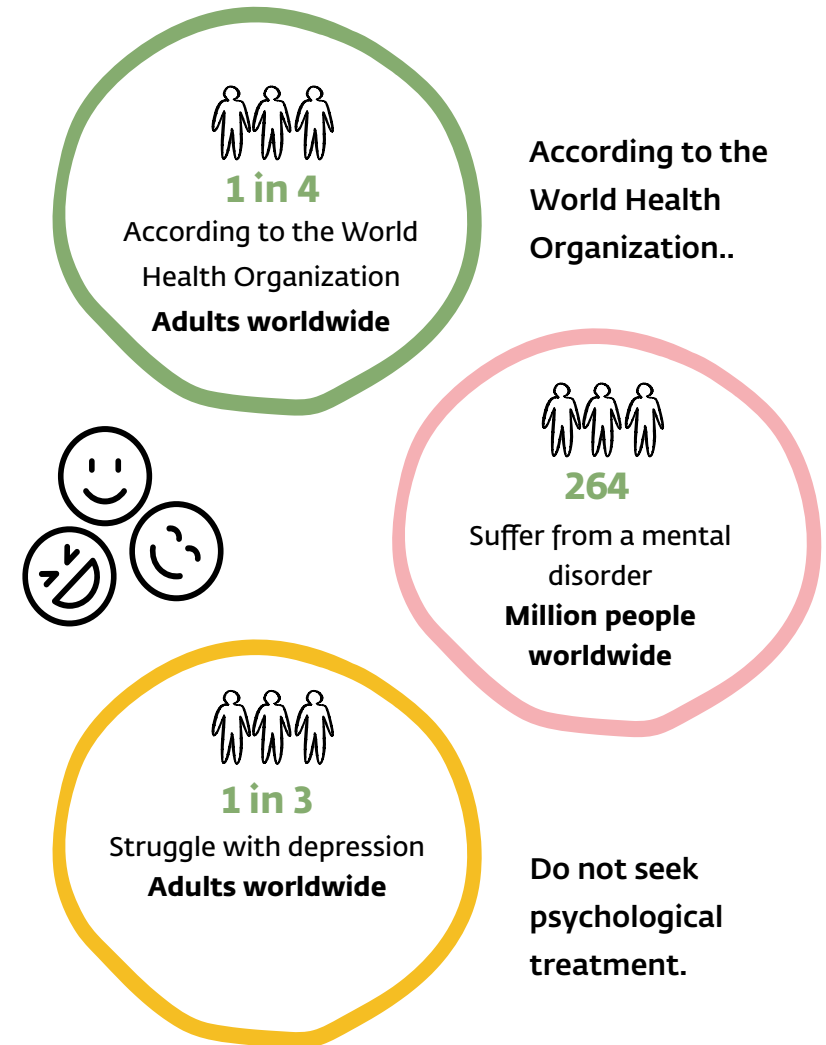 1 in 4
According to the World
Health Organization
Adults worldwide
According to the
World Health
Organization..
264
Suffer from a mental
disorder
Million people
worldwide
1 in 3
Struggle with depression
Adults worldwide
Do not seek
psychological
treatment.